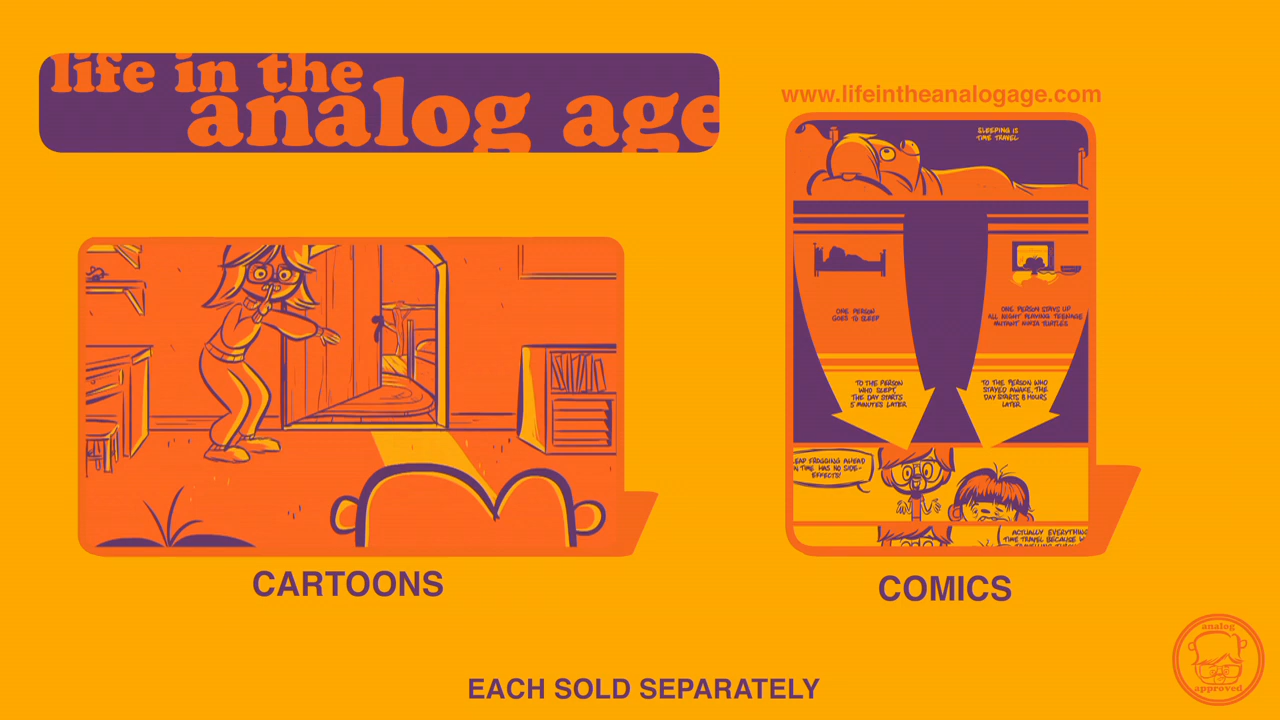 life in the
analog age
www.lifeintheanalogage.com
SLEEPING IS
TIME TRAVEL
ONE PERSON
GOES TO SLEEP
ONE PERSON STAYS UP
ALL NIGHT PLAYING TEENAGE
MUTANT NINJA TURTLES
TO THE PERSON
WHO SLEPT,
THE DAY STARTS
5 MINUTES LATER
TO THE PERSON WHO
STAYED AWAKE, THE
DAY STARTS 8 HOURS
LATER
EAP FROGGING AHEAD
N TIME HAS NO SIDE-
EFFECTS!
ACTUALLY EVERYTHING
TIME TRAVEL BECAUSE
CARTOONS
COMICS
EACH SOLD SEPARATELY
analog
approved